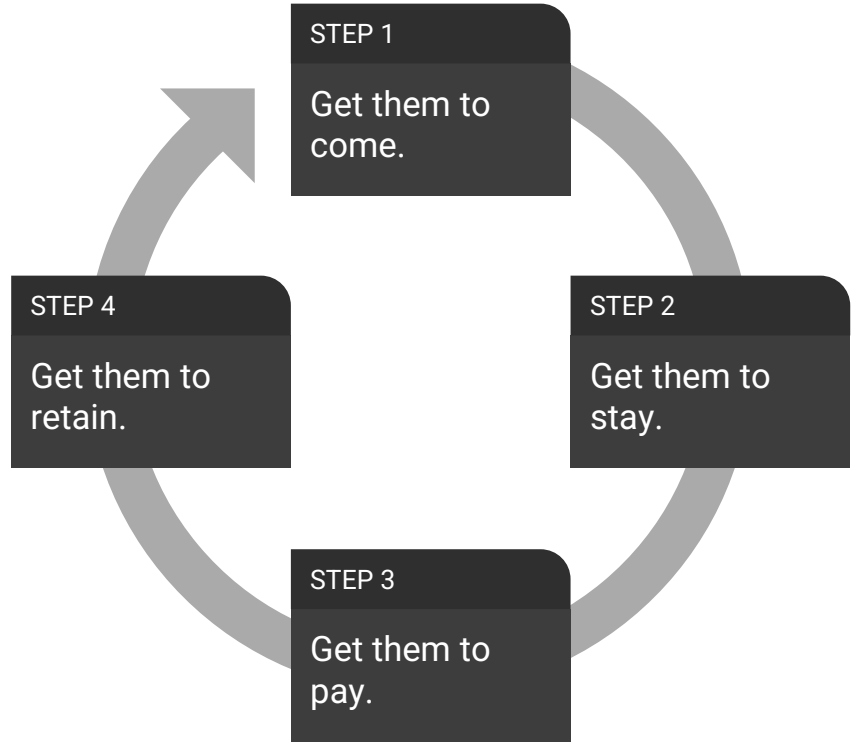 STEP 1
Get them to
come.
STEP 2
Get them to
stay.
STEP 3
Get them to
pay.
STEP 4
Get them to
retain.